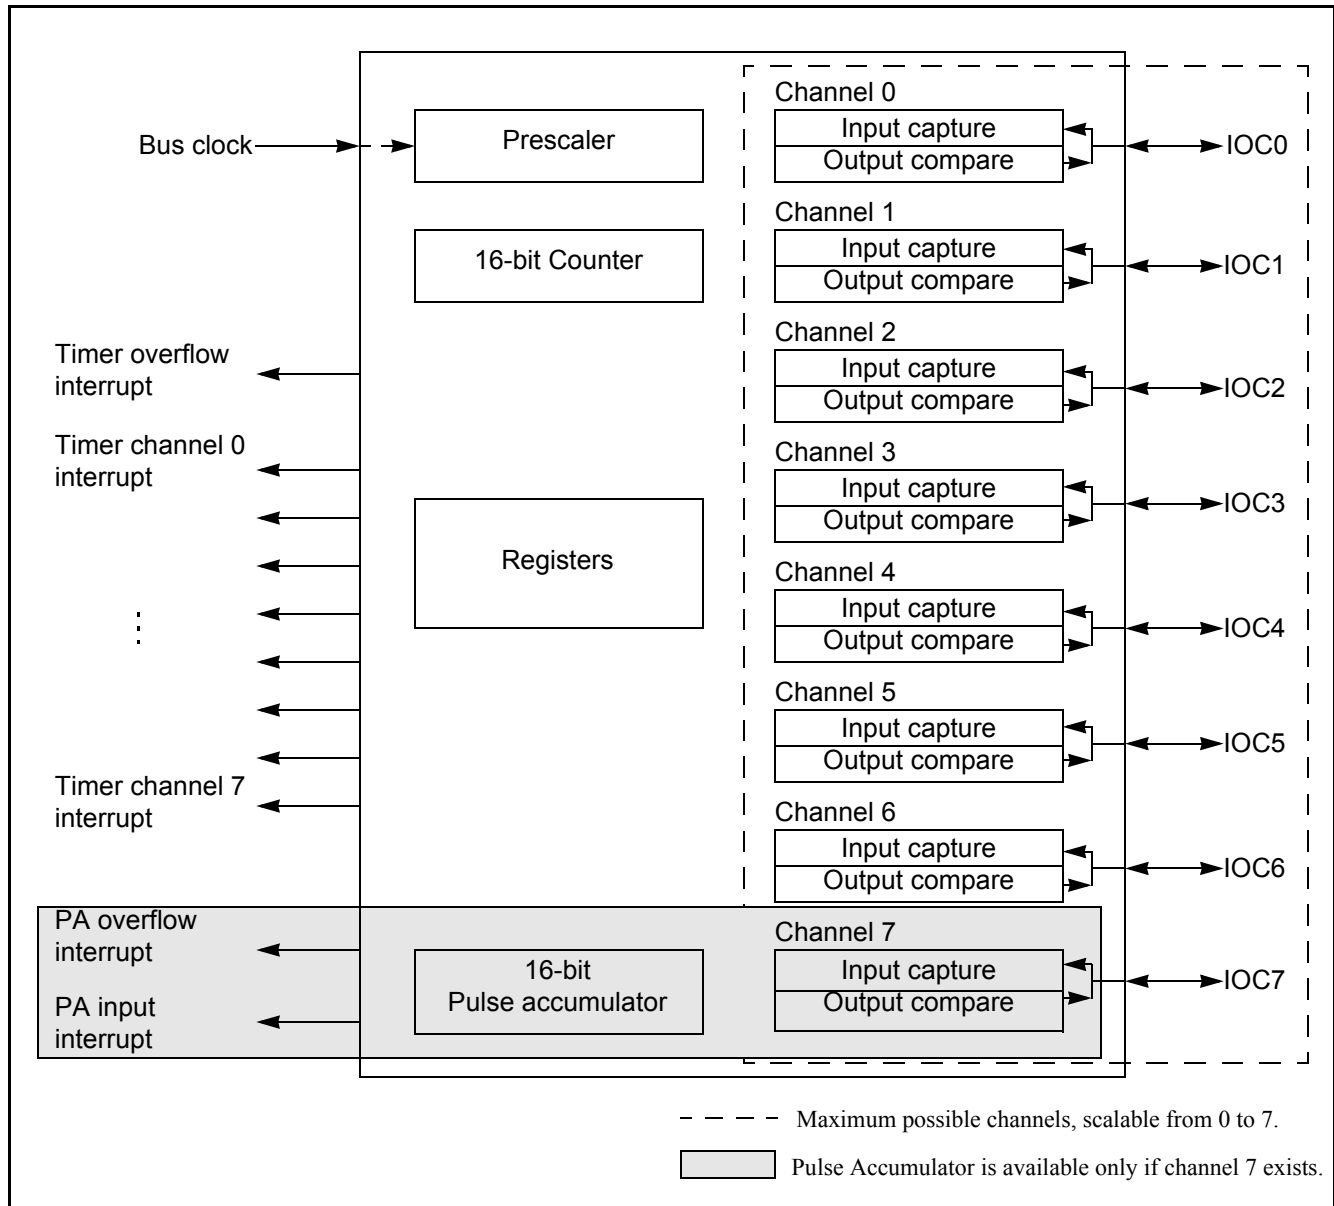 Bus clock
Prescaler
16-bit Counter
Timer overflow
interrupt
Timer channel 0
interrupt
Registers
Timer channel 7
interrupt
PA overflow
interrupt
PA input
interrupt
16-bit
Pulse accumulator
Channel 0
Input capture
Output compare
IOC0
Channel 1
Input capture
Output compare
IOC1
Channel 2
Input capture
Output compare
IOC2
Channel 3
Input capture
Output compare
IOC3
Channel 4
Input capture
Output compare
IOC4
Channel 5
Input capture
Output compare
IOC5
Channel 6
Input capture
Output compare
IOC6
Channel 7
Input capture
Output compare
IOC7
Maximum possible channels, scalable from 0 to 7.
Pulse Accumulator is available only if channel 7 exists.